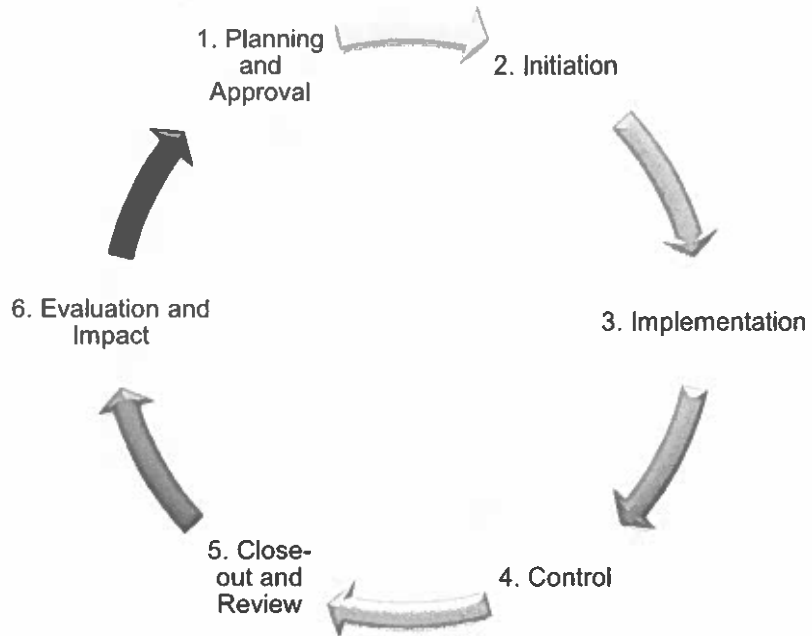 1. Planning
and
Approval
2. Initiation
3. Implementation
4. Control
5. Close-
out and
Review
6. Evaluation and
Impact